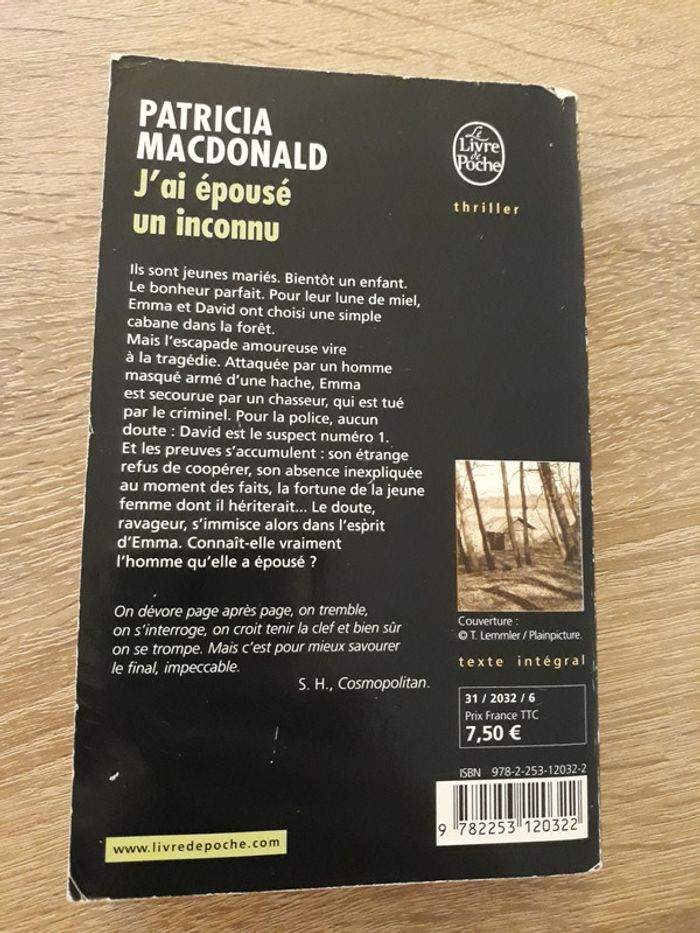 PATRICIA
MACDONALD
J'ai épousé
un inconnu
Le
Livre
de
Poche
thriller
Ils sont jeunes mariés. Bientôt un enfant.
Le bonheur parfait. Pour leur lune de miel,
Emma et David ont choisi une simple
cabane dans la forêt.
Mais l'escapade amoureuse vire
à la tragédie. Attaquée par un homme
masqué armé d'une hache, Emma
est secourue par un chasseur, qui est tué
par le criminel. Pour la police, aucun
doute : David est le suspect numéro 1.
Et les preuves s'accumulent : son étrange
refus de coopérer, son absence inexpliquée
au moment des faits, la fortune de la jeune
femme dont il hériterait... Le doute,
ravageur, s'immisce alors dans l'esprit
d'Emma. Connaît-elle vraiment
l'homme qu'elle a épousé ?
On dévore page après page, on tremble,
on s'interroge, on croit tenir la clef et bien sûr
on se trompe. Mais c'est pour mieux savourer
le final, impeccable.
S. H., Cosmopolitan.
Couverture :
© T. Lemmler / Plainpicture.
texte intégral
31 / 2032 / 6
Prix France TTC
7,50 €
ISBN 978-2-253-12032-2
9 782253 120322
www.livredepoche.com